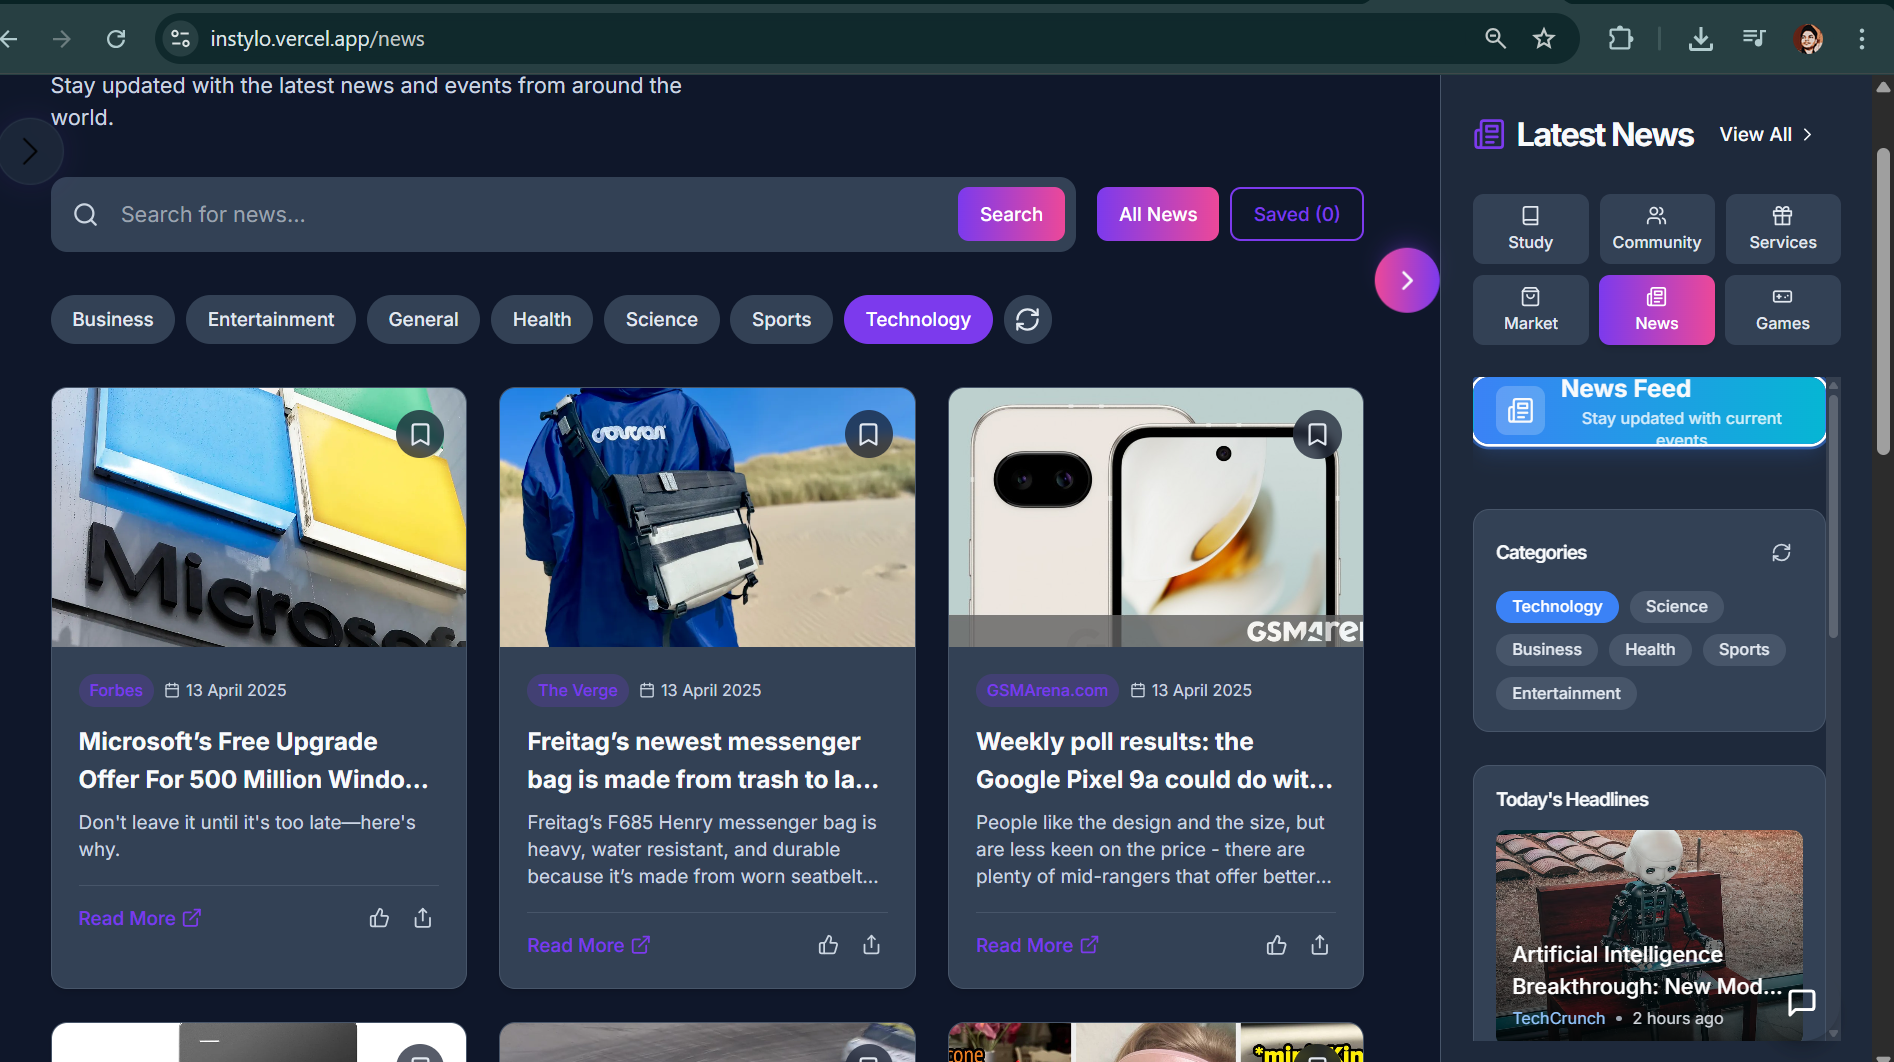 instylo.vercel.app/news
Stay updated with the latest news and events from around the
world.
Search for news...
Search
All News
Saved (0)
Business
Entertainment
General
Health
Science
Sports
Technology
Microsof
Forbes
13 April 2025
Microsoft’s Free Upgrade
Offer For 500 Million Windo...
Don't leave it until it's too late—here's
why.
Read More
The Verge
13 April 2025
Freitag’s newest messenger
bag is made from trash to la...
Freitag’s F685 Henry messenger bag is
heavy, water resistant, and durable
because it’s made from worn seatbelt...
Read More
GSMAre
GSMArena.com
13 April 2025
Weekly poll results: the
Google Pixel 9a could do wit...
People like the design and the size, but
are less keen on the price - there are
plenty of mid-rangers that offer better...
Read More
Latest News
View All
Study
Community
Services
Market
News
Games
News Feed
Stay updated with current
events
Categories
Technology
Science
Business
Health
Sports
Entertainment
Today's Headlines
Artificial Intelligence
Breakthrough: New Mod...
TechCrunch • 2 hours ago